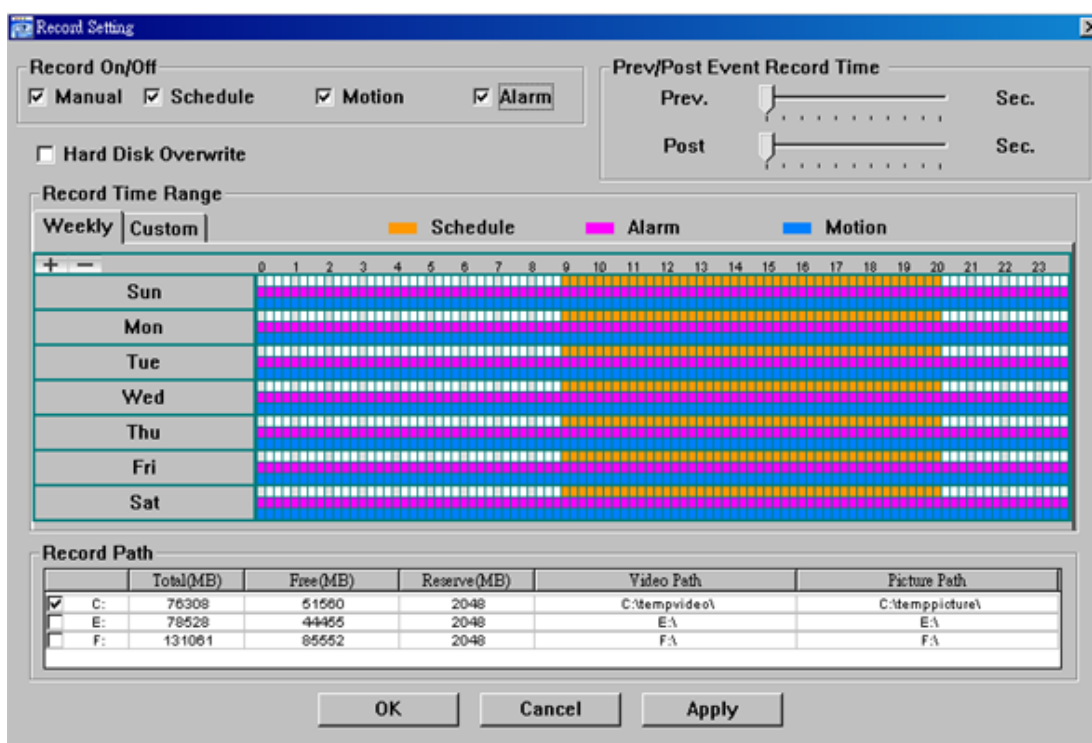 Record Setting
Record On/Off
Manual Schedule Motion Alarm
Prev/Post Event Record Time
Prev. Sec.
Post Sec.
Hard Disk Overwrite
Record Time Range
Weekly Custom Schedule Alarm Motion
+ − 0 1 2 3 4 5 6 7 8 9 10 11 12 13 14 15 16 17 18 19 20 21 22 23
Sun
Mon
Tue
Wed
Thu
Fri
Sat
Record Path
Total(MB) Free(MB) Reserve(MB) Video Path Picture Path
C: 76308 51560 2048 C:\tempvideo\ C:\temppicture\
E: 78528 44455 2048 E:\ E:\
F: 131061 85552 2048 F:\ F:\
OK Cancel Apply